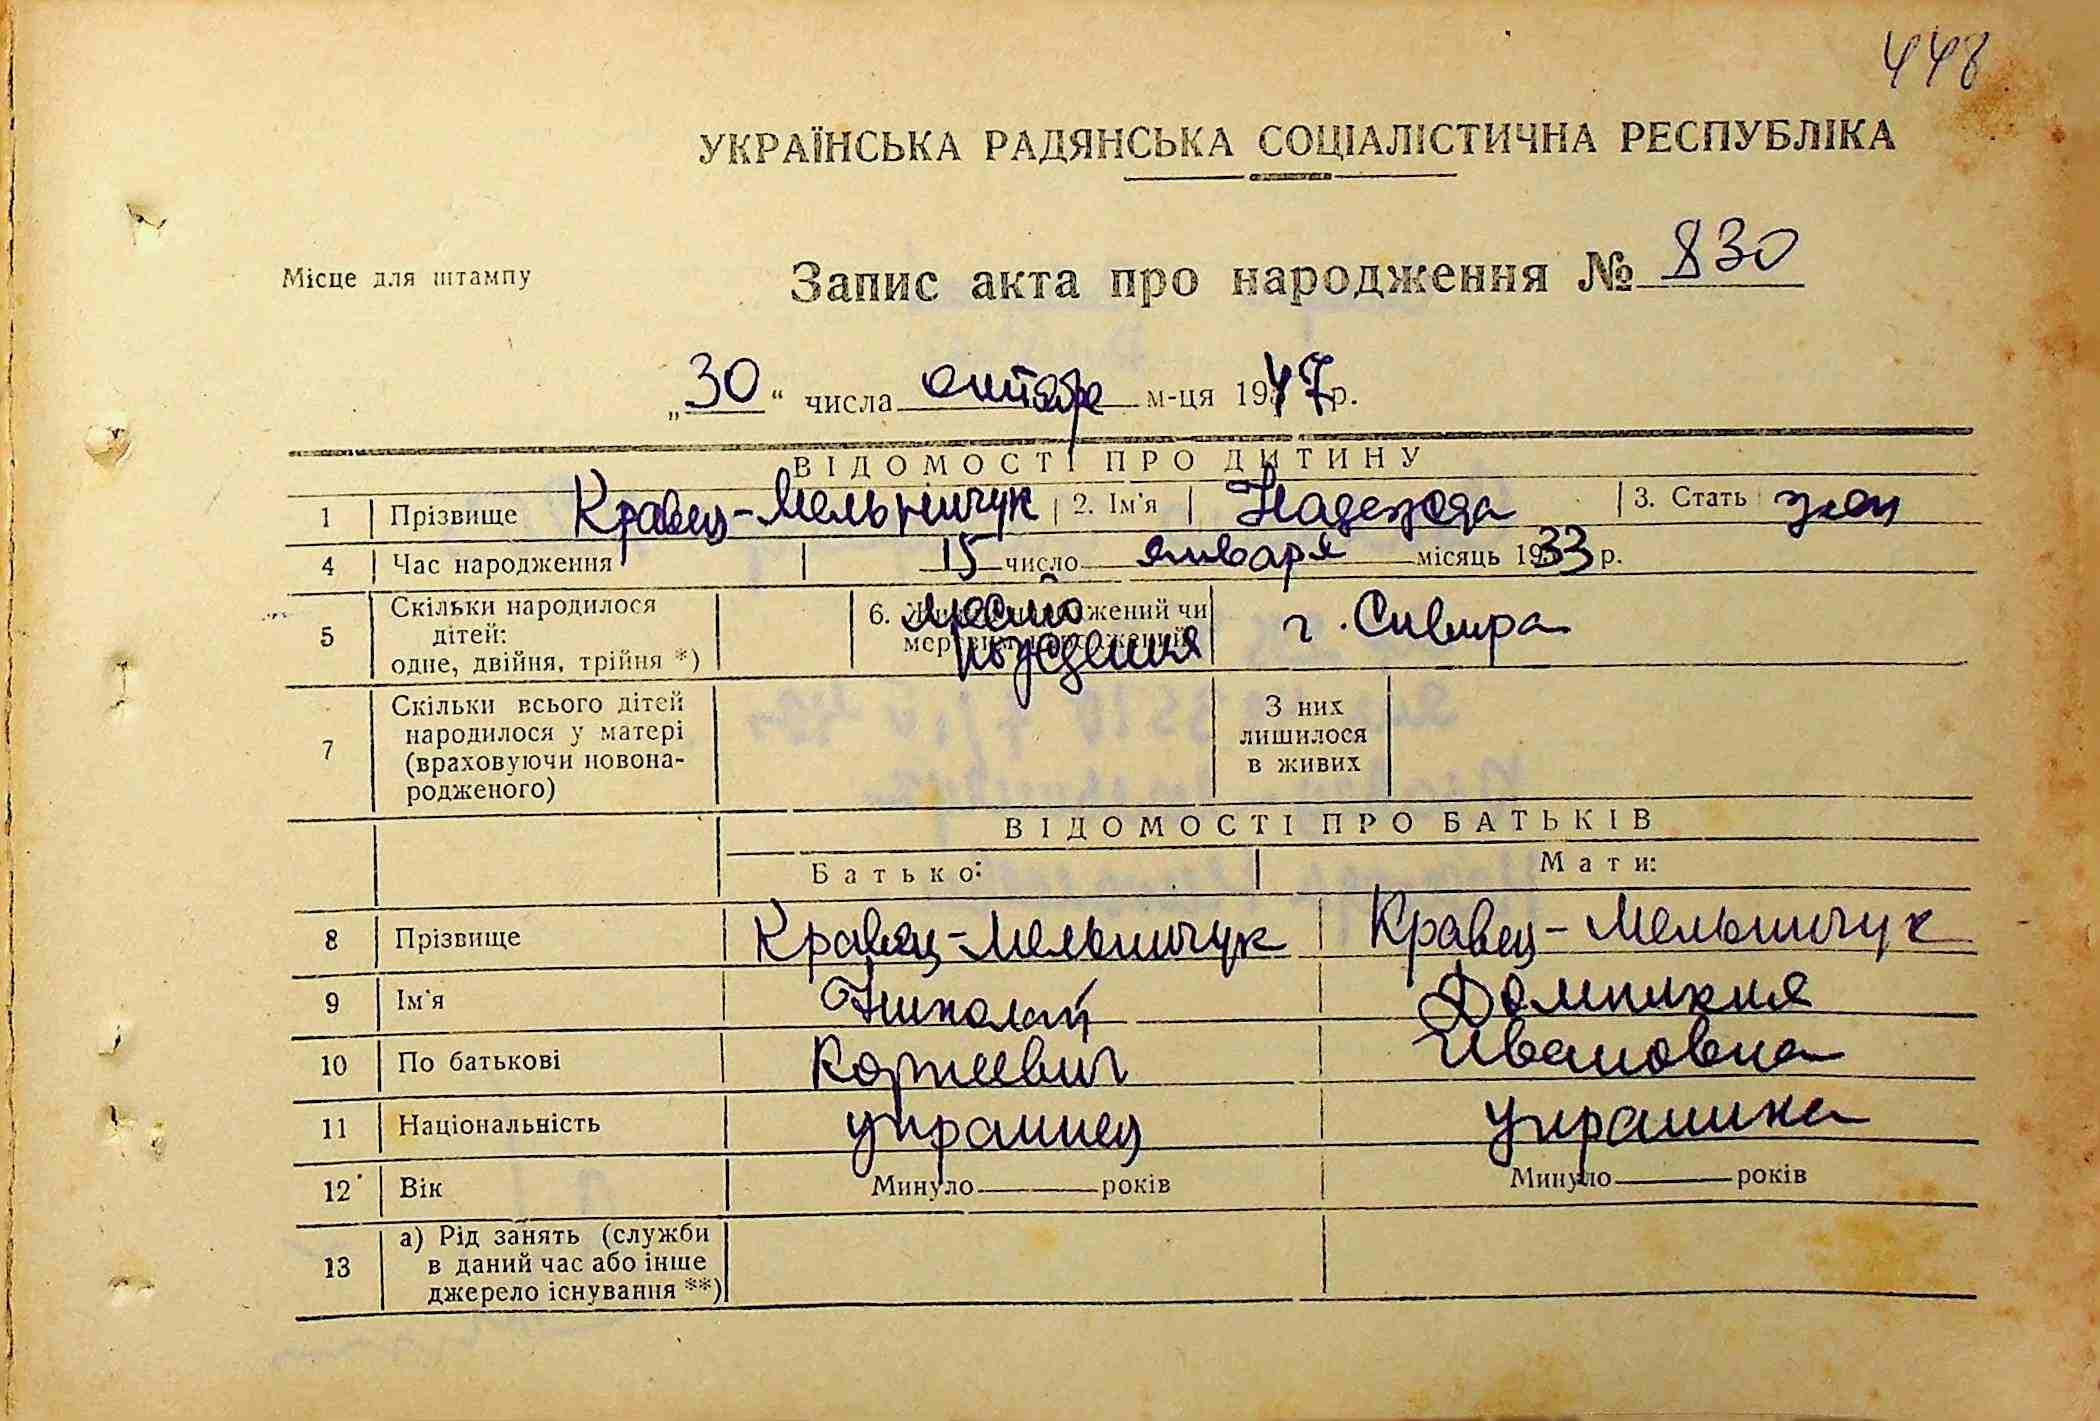 448
УКРАЇНСЬКА РАДЯНСЬКА СОЦІАЛІСТИЧНА РЕСПУБЛІКА
Місце для штампу
Запис акта про народження № 830
„30“ числа октября м-ця 1947 р.
ВІДОМОСТІ ПРО ДИТИНУ
1 Прізвище Кравец-Мельничук 2. Ім'я Надежда 3. Стать жен
4 Час народження 15 число января місяць 1933 р.
5 Скільки народилося дітей: одне, двійня, трійня *) 6. место рождения г. Сивира
7 Скільки всього дітей народилося у матері (враховуючи новонародженого) З них лишилося в живих
ВІДОМОСТІ ПРО БАТЬКІВ
Батько: Мати:
8 Прізвище Кравец-Мельничук Кравец-Мельничук
9 Ім'я Николай Домникия
10 По батькові Корнеевич Ивановна
11 Національність украинец украинка
12 Вік Минуло років Минуло років
13 а) Рід занять (служби в даний час або інше джерело існування **)